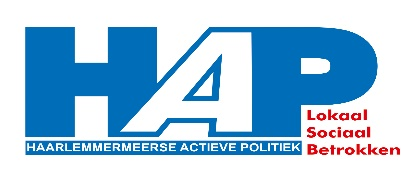 HAP
Lokaal
Sociaal
HAARLEMMERMEERSE ACTIEVE POLITIEK Betrokken